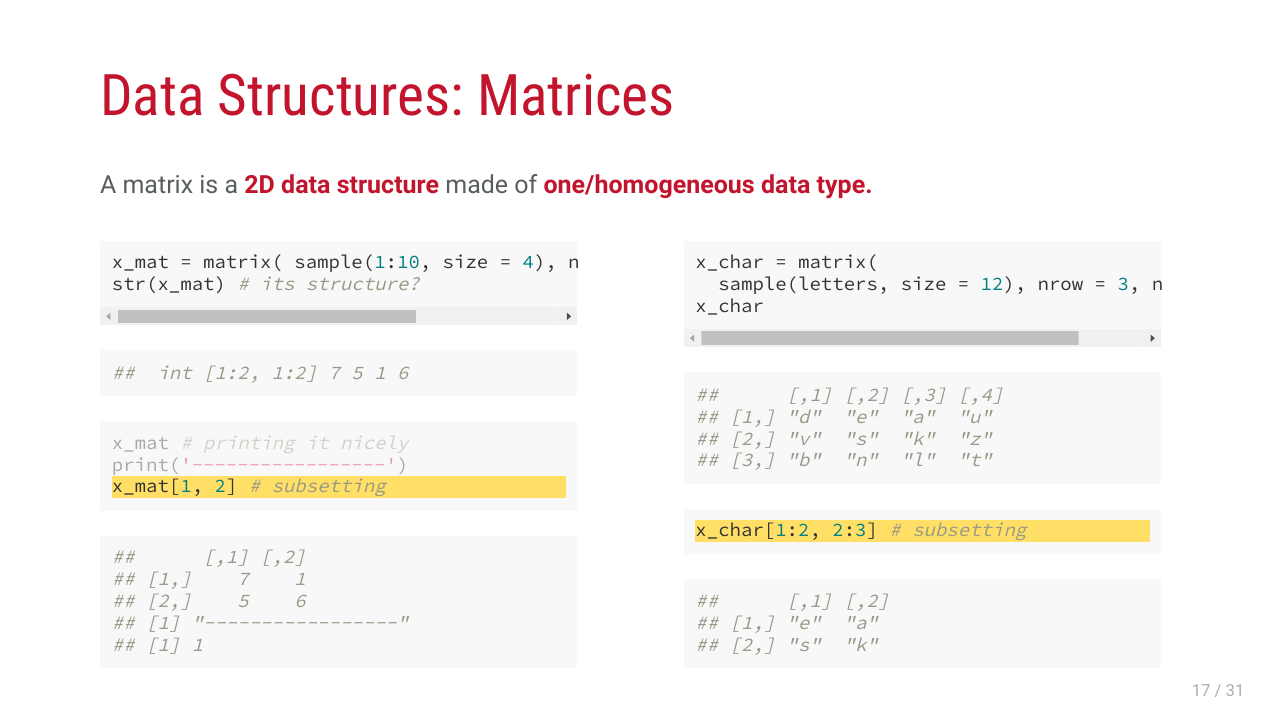 Data Structures: Matrices
A matrix is a 2D data structure made of one/homogeneous data type.
x_mat = matrix( sample(1:10, size = 4), n
str(x_mat) # its structure?
##  int [1:2, 1:2] 7 5 1 6
x_mat # printing it nicely
print('-----------------')
x_mat[1, 2] # subsetting
##      [,1] [,2]
## [1,]    7    1
## [2,]    5    6
## [1] "-----------------"
## [1] 1
x_char = matrix(
  sample(letters, size = 12), nrow = 3, n
x_char
##      [,1] [,2] [,3] [,4]
## [1,] "d"  "e"  "a"  "u"
## [2,] "v"  "s"  "k"  "z"
## [3,] "b"  "n"  "l"  "t"
x_char[1:2, 2:3] # subsetting
##      [,1] [,2]
## [1,] "e"  "a"
## [2,] "s"  "k"
17 / 31